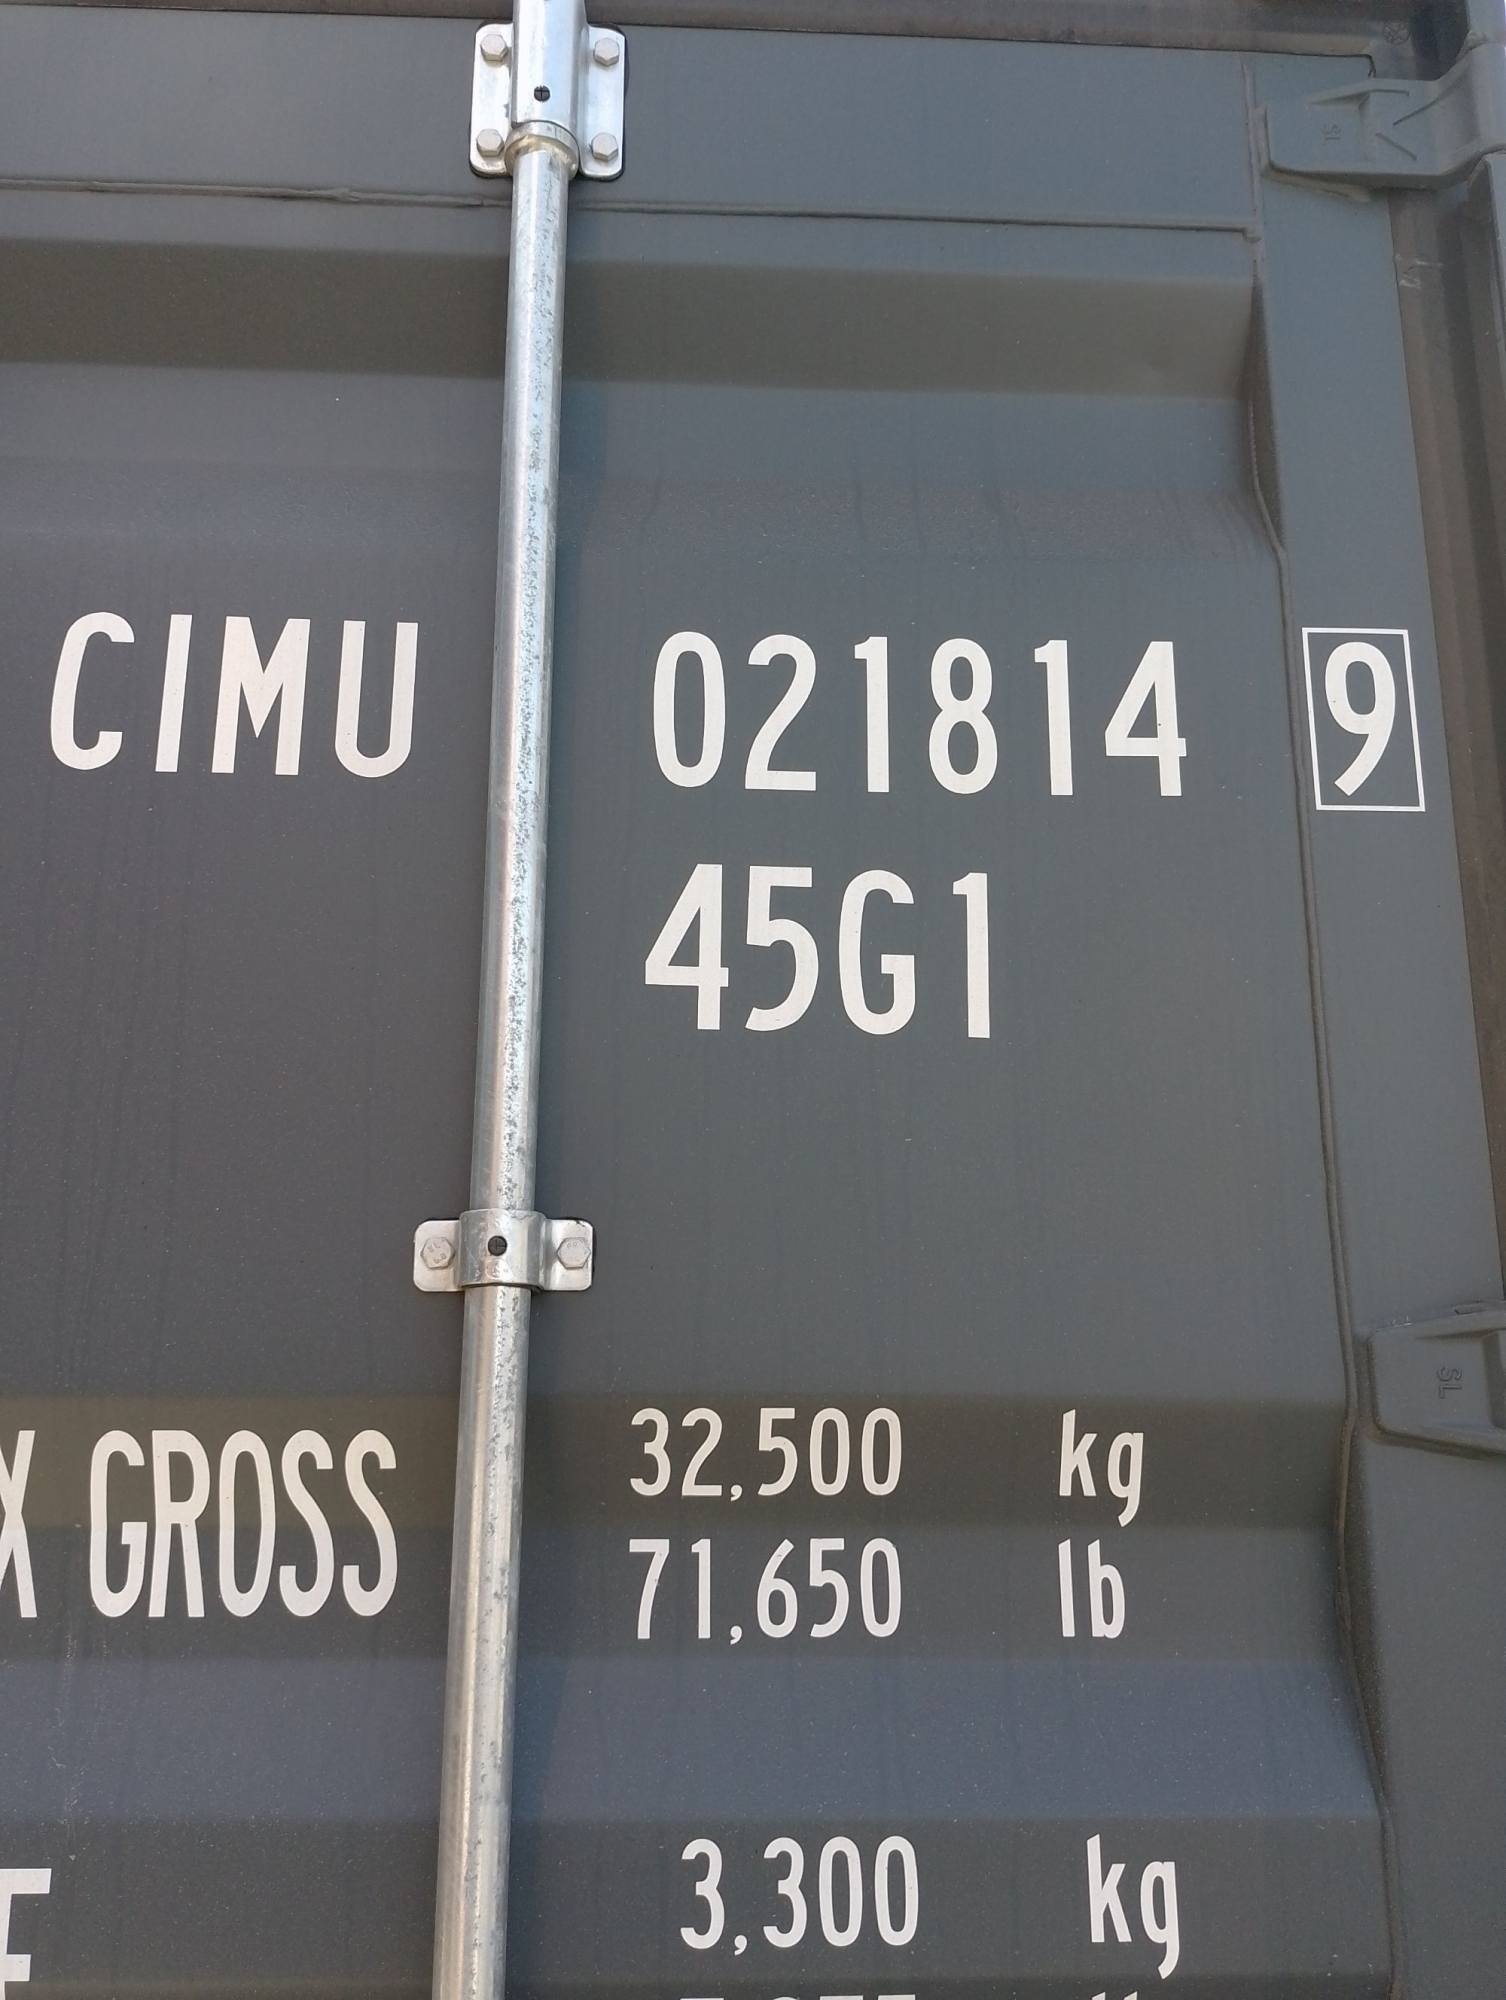 CIMU 021814 9
45G1
X GROSS 32,500 kg
71,650 lb
3,300 kg